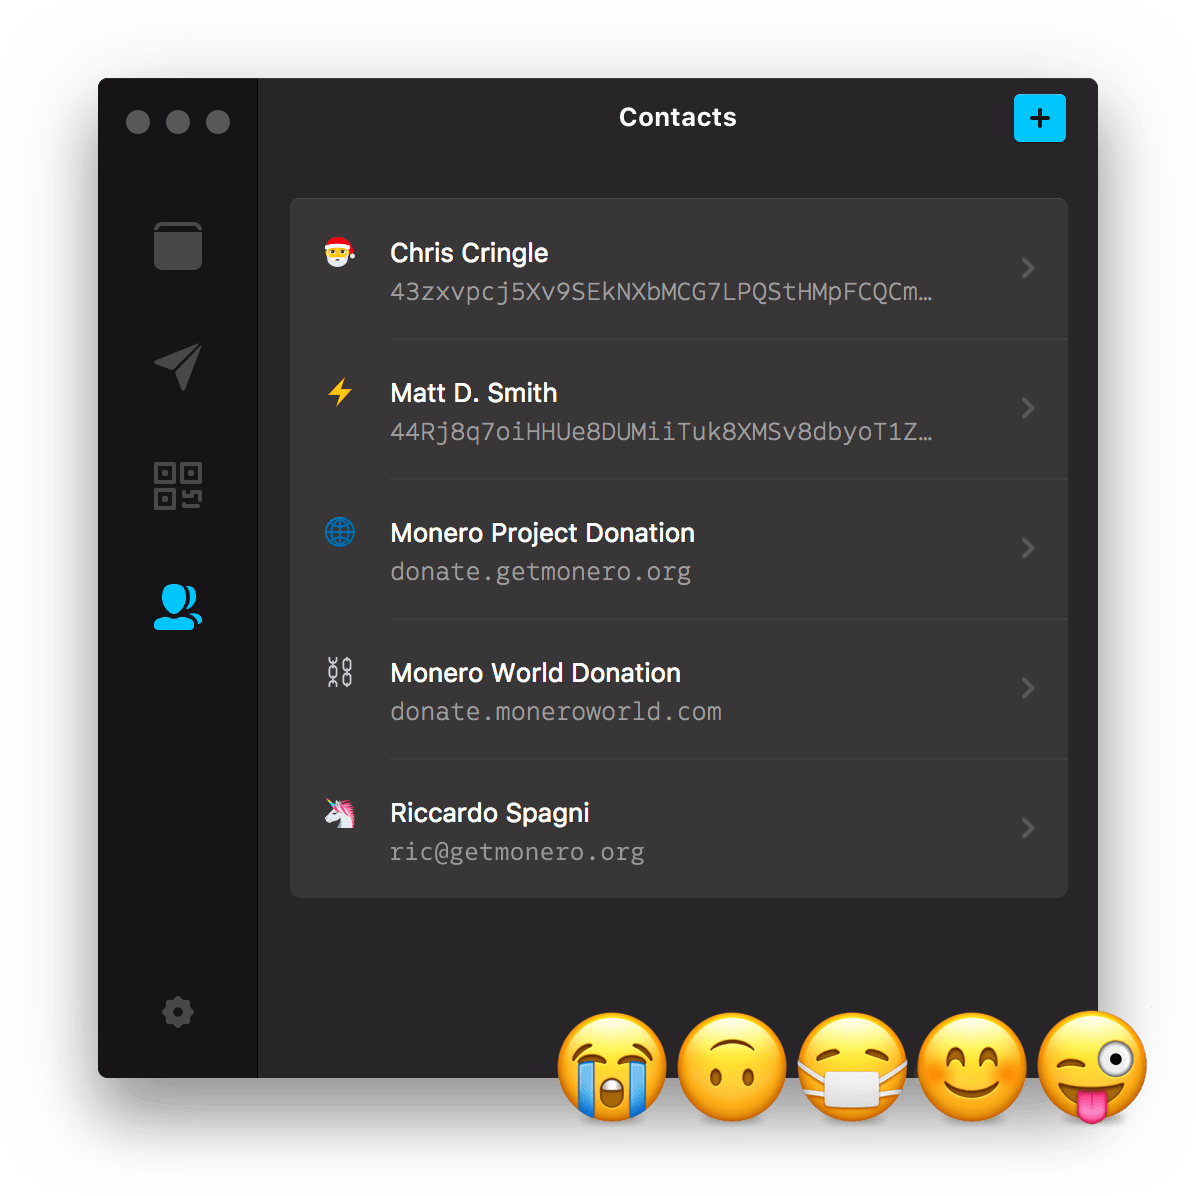 Contacts
Chris Cringle
43zxvpcj5Xv9SEkNXbMCG7LPQStHMpFCQCm…
Matt D. Smith
44Rj8q7oiHHUe8DUMiiTuk8XMSv8dbyoT1Z…
Monero Project Donation
donate.getmonero.org
Monero World Donation
donate.moneroworld.com
Riccardo Spagni
ric@getmonero.org